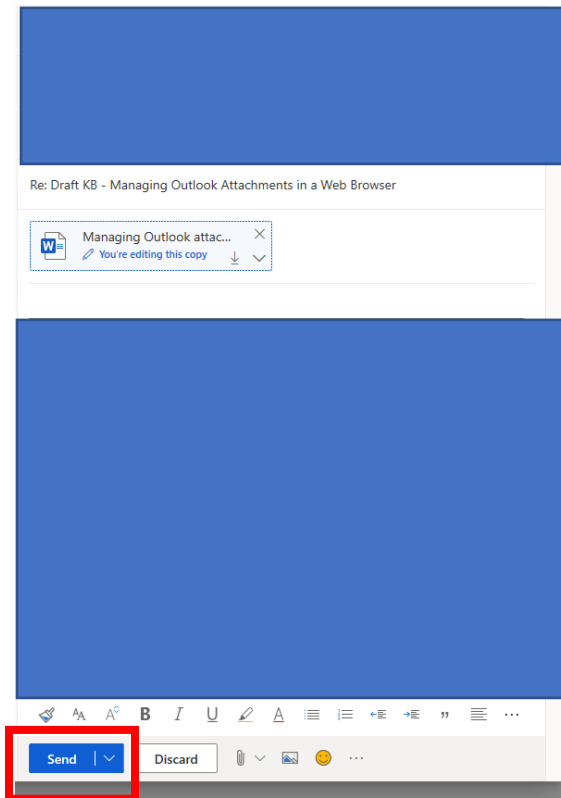 Re: Draft KB - Managing Outlook Attachments in a Web Browser
Managing Outlook attac...
You're editing this copy
Send
Discard